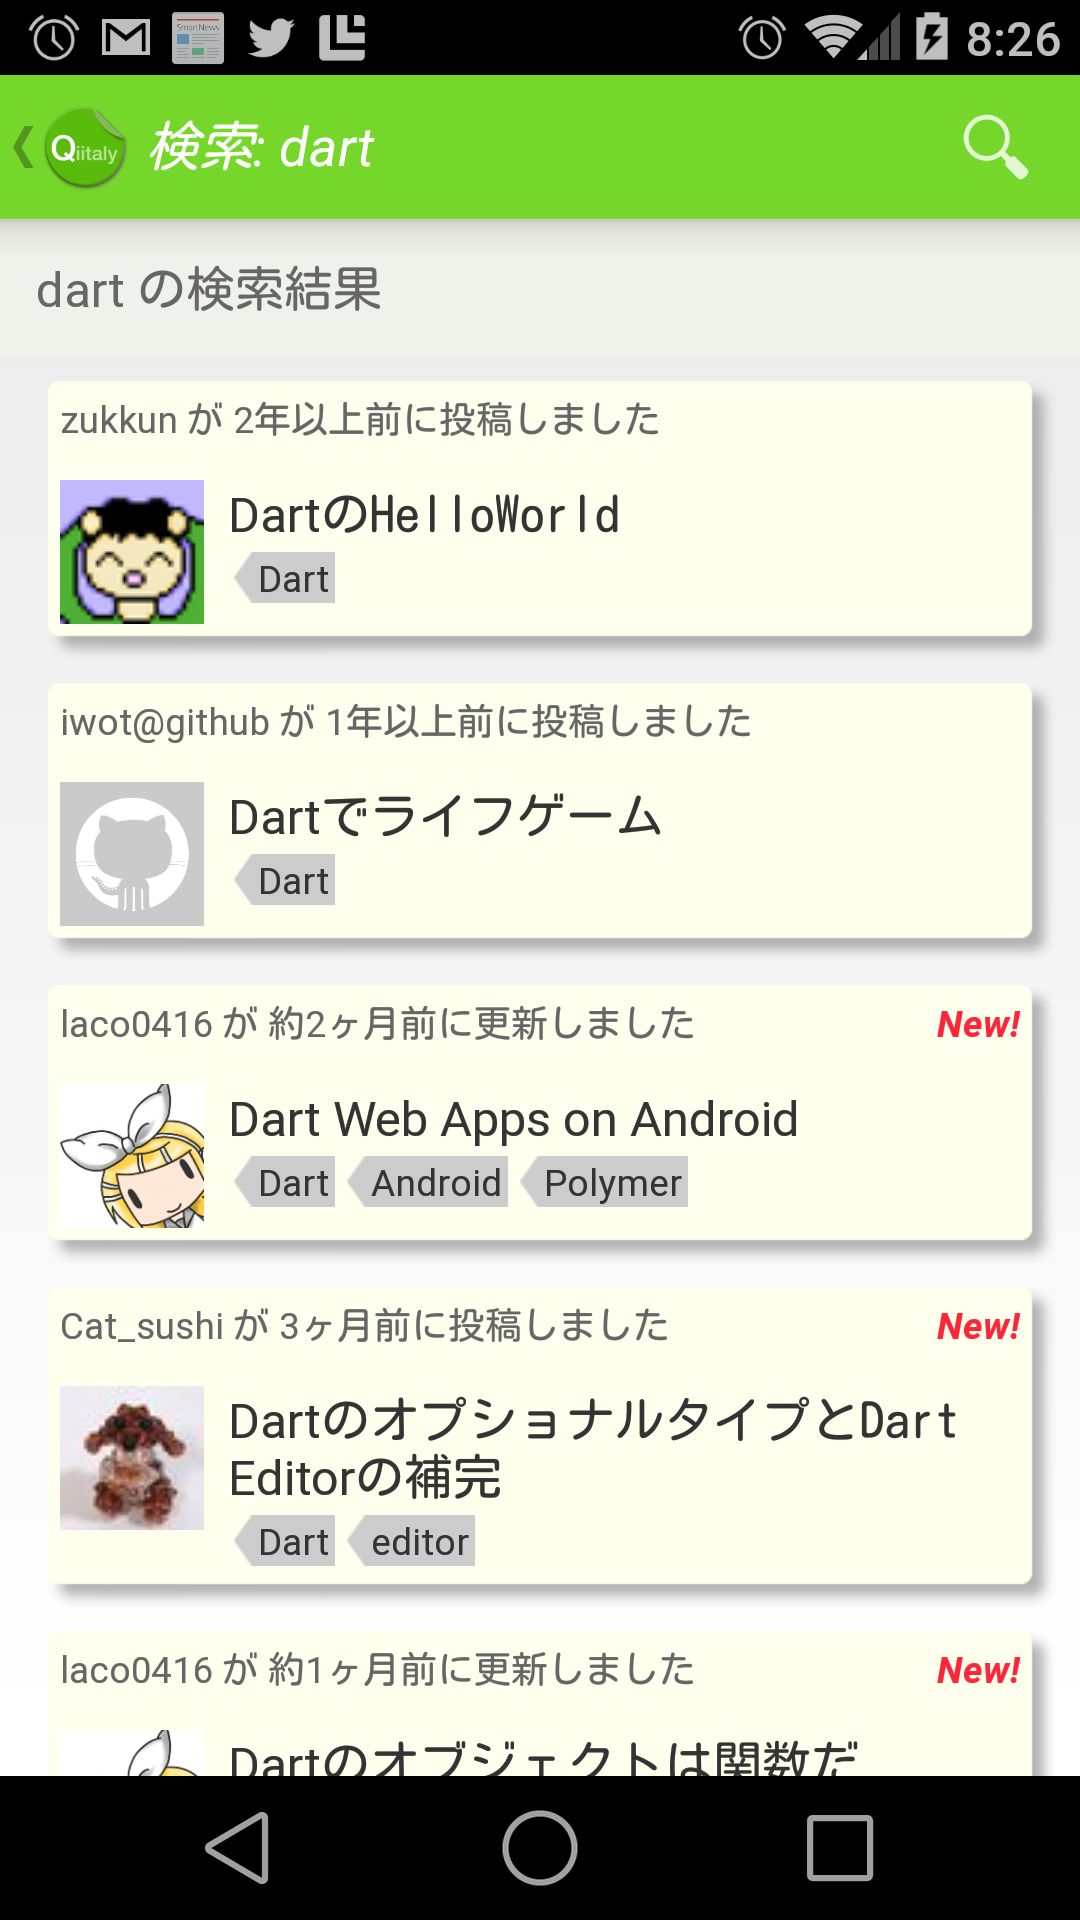 SmartNews
8:26
Qiitaly
検索: dart
dart の検索結果
zukkun が 2年以上前に投稿しました
DartのHelloWorld
Dart
iwot@github が 1年以上前に投稿しました
Dartでライフゲーム
Dart
laco0416 が 約2ヶ月前に更新しました
New!
Dart Web Apps on Android
Dart Android Polymer
Cat_sushi が 3ヶ月前に投稿しました
New!
DartのオプショナルタイプとDart
Editorの補完
Dart editor
laco0416 が 約1ヶ月前に更新しました
New!
Dartのオブジェクトは関数だ